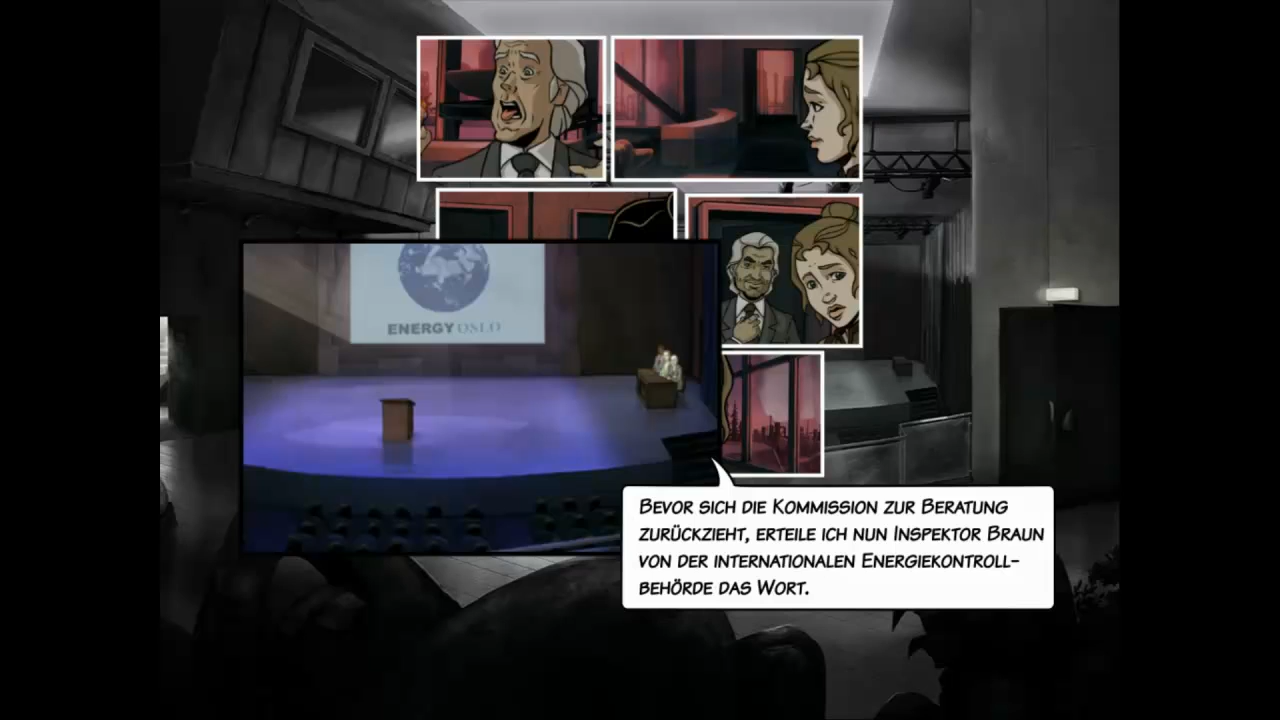 ENERGY OSLO
BEVOR SICH DIE KOMMISSION ZUR BERATUNG
ZURÜCKZIEHT, ERTEILE ICH NUN INSPEKTOR BRAUN
VON DER INTERNATIONALEN ENERGIEKONTROLL-
BEHÖRDE DAS WORT.